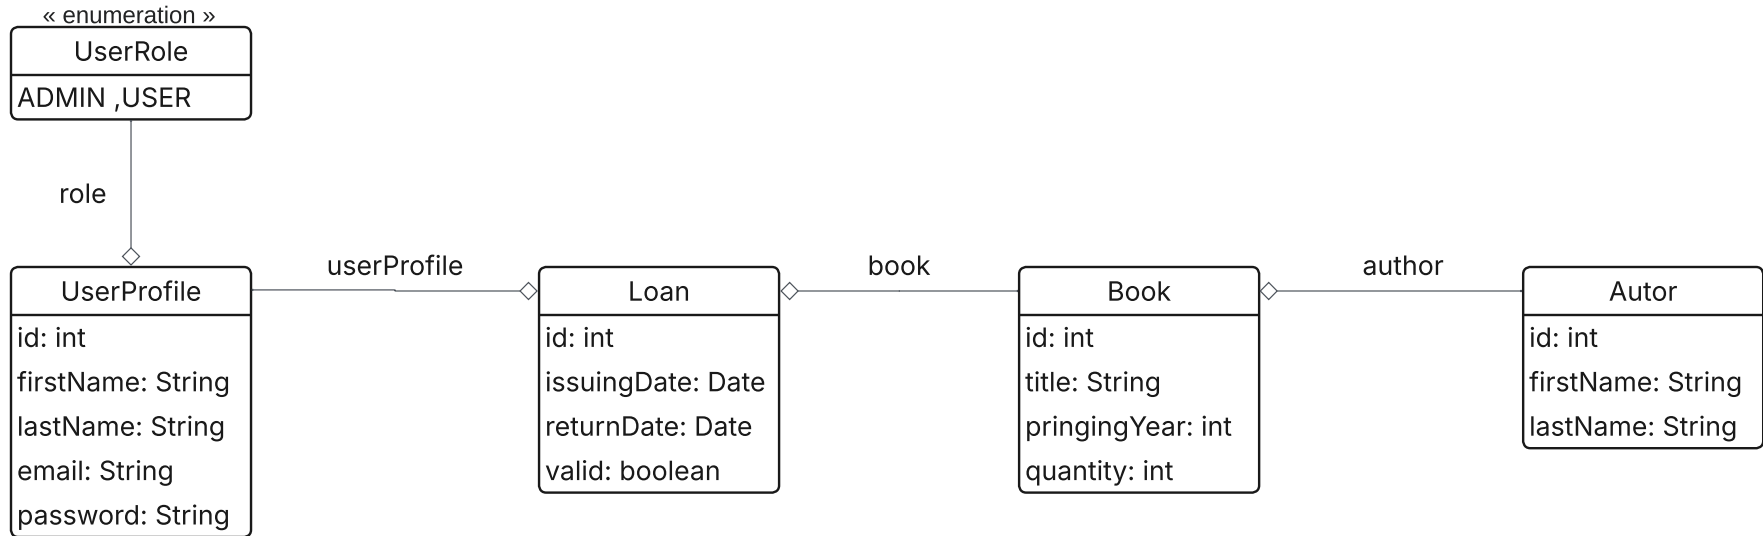 « enumeration »
UserRole
ADMIN ,USER
role
UserProfile
id: int
firstName: String
lastName: String
email: String
password: String
userProfile
Loan
id: int
issuingDate: Date
returnDate: Date
valid: boolean
book
Book
id: int
title: String
pringingYear: int
quantity: int
author
Autor
id: int
firstName: String
lastName: String